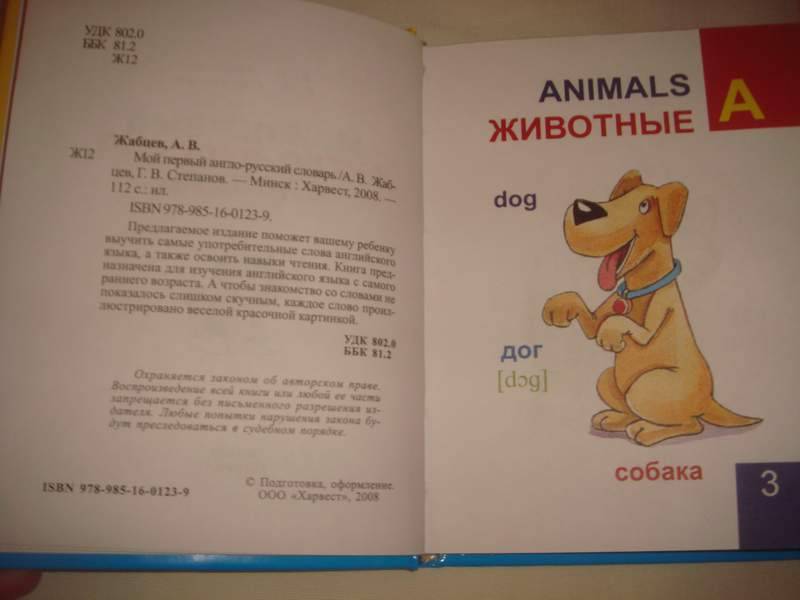 УДК 802.0
ББК 81.2
Ж12
Жабцев, А. В.
Ж12 Мой первый англо-русский словарь/А. В. Жаб-
цев, Г. В. Степанов. — Минск : Харвест, 2008. —
112 с.: ил.
ISBN 978-985-16-0123-9.
Предлагаемое издание поможет вашему ребенку
выучить самые употребительные слова английского
языка, а также освоить навыки чтения. Книга пред-
назначена для изучения английского языка с самого
раннего возраста. А чтобы знакомство со словами не
показалось слишком скучным, каждое слово проил-
люстрировано веселой красочной картинкой.
УДК 802.0
ББК 81.2
Охраняется законом об авторском праве.
Воспроизведение всей книги или любой ее части
запрещается без письменного разрешения из-
дателя. Любые попытки нарушения закона бу-
дут преследоваться в судебном порядке.
ISBN 978-985-16-0123-9
© Подготовка, оформление.
ООО «Харвест», 2008
ANIMALS
ЖИВОТНЫЕ
A
dog
дог
[dɔg]
собака
3